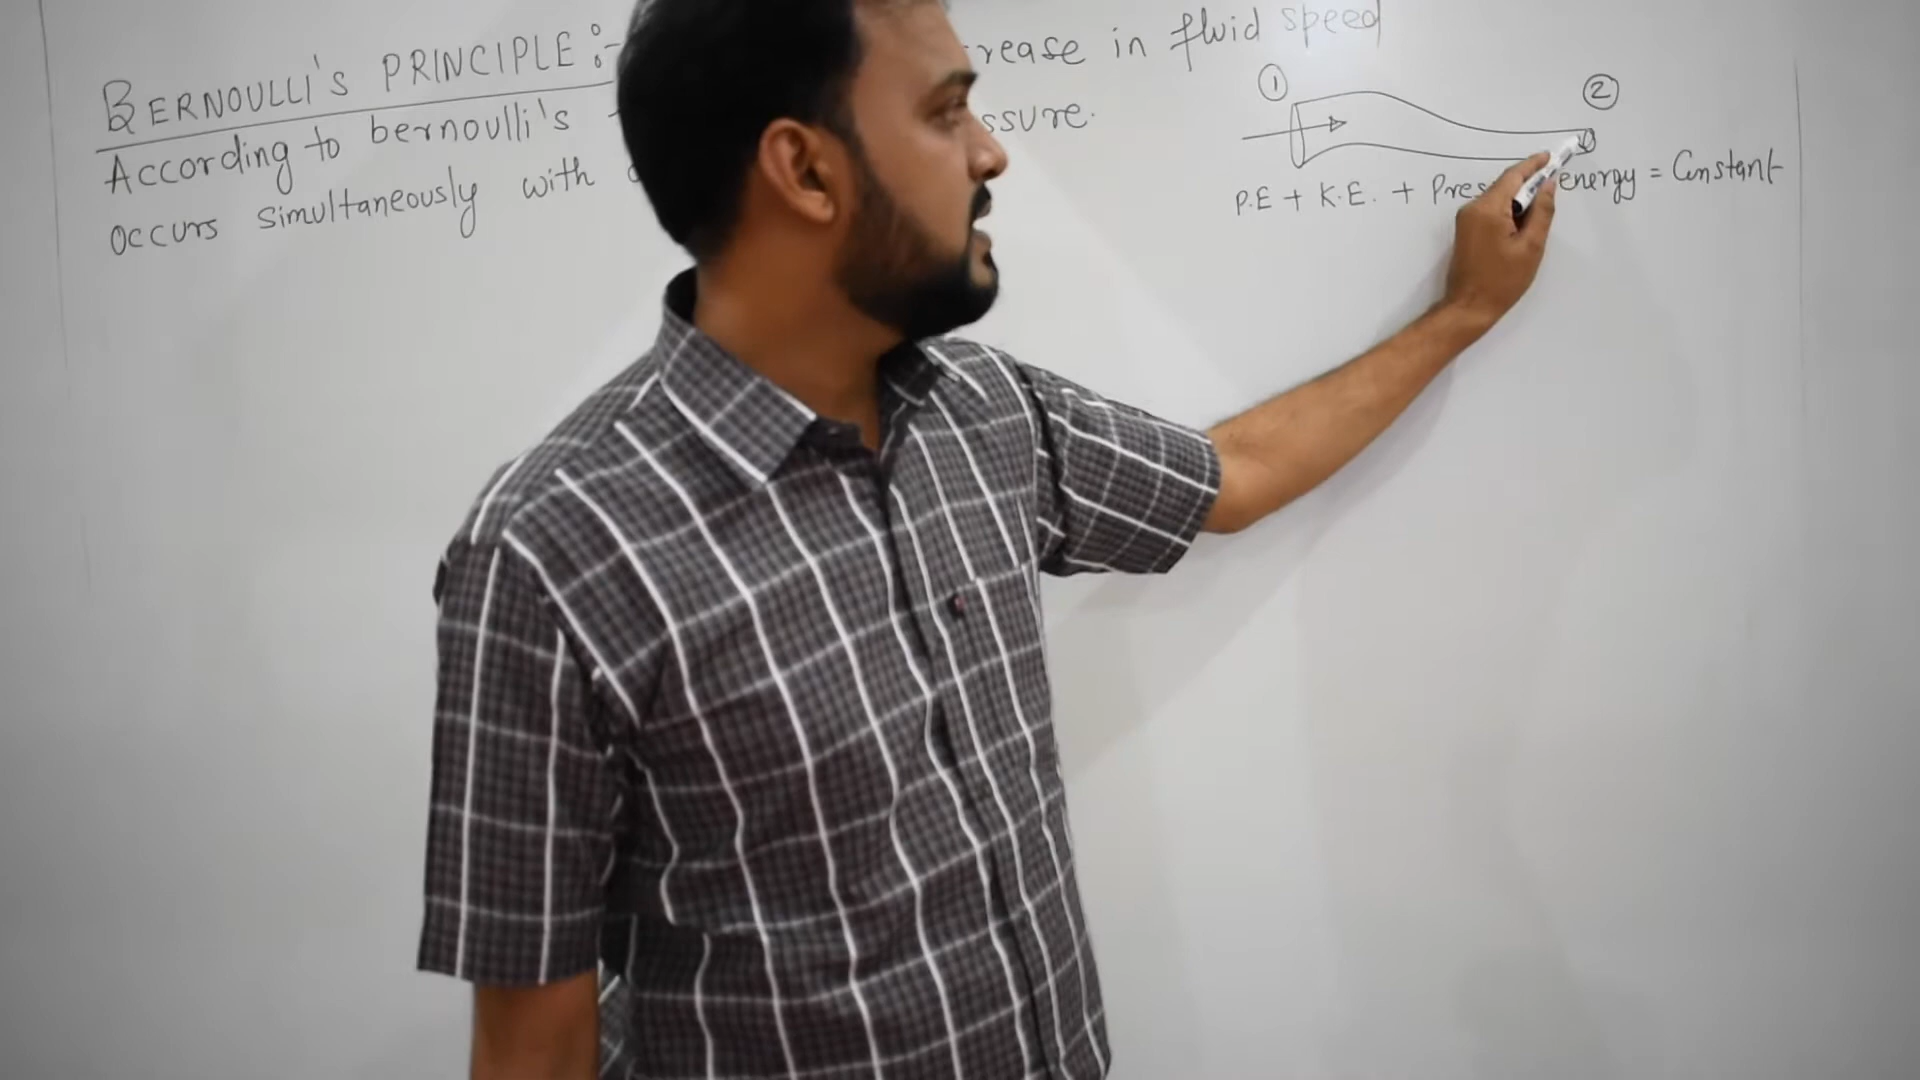 BERNOULLI'S PRINCIPLE :- rease in fluid speed
According to bernoulli's ssure.
occurs simultaneously with
1
2
P.E + K.E. + Pres energy = Constant